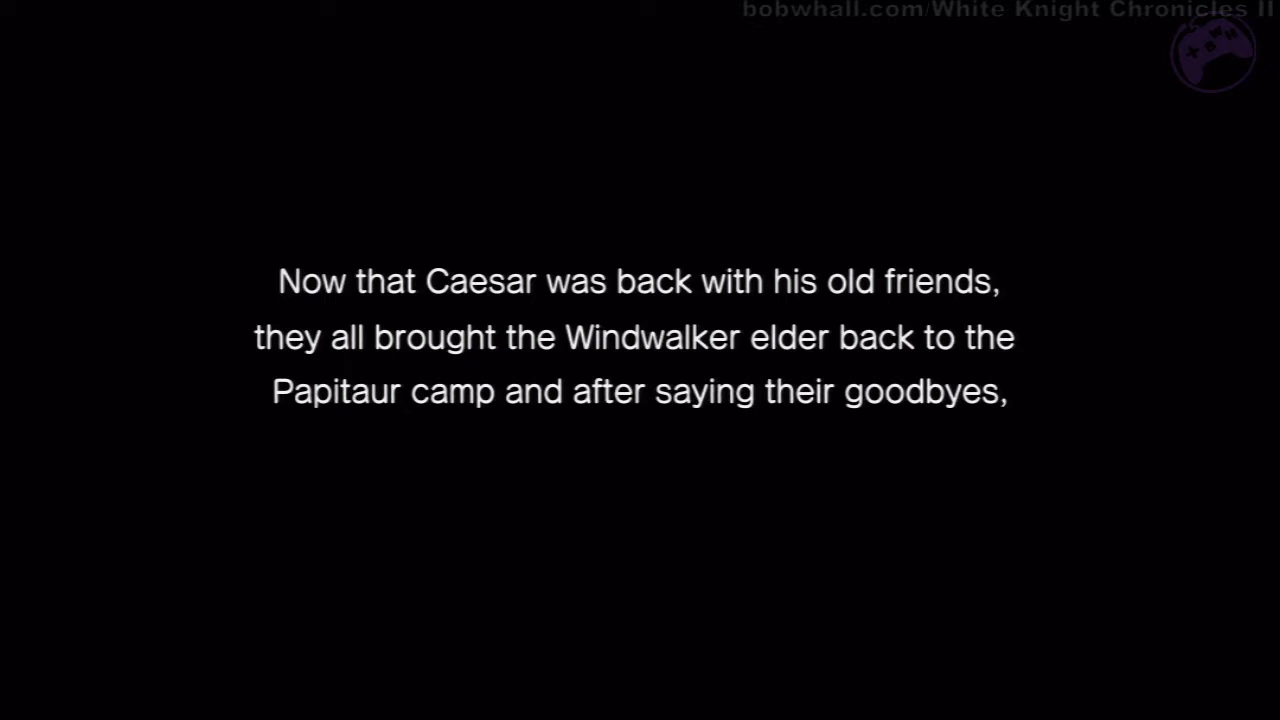 bobwhall.com/White Knight Chronicles II
Now that Caesar was back with his old friends,
they all brought the Windwalker elder back to the
Papitaur camp and after saying their goodbyes,